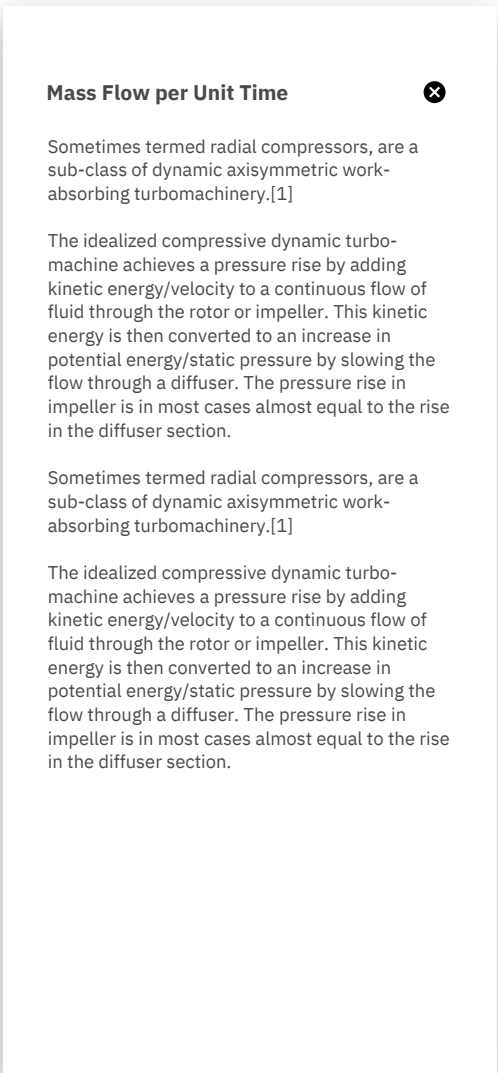 Mass Flow per Unit Time
Sometimes termed radial compressors, are a
sub-class of dynamic axisymmetric work-
absorbing turbomachinery.[1]
The idealized compressive dynamic turbo-
machine achieves a pressure rise by adding
kinetic energy/velocity to a continuous flow of
fluid through the rotor or impeller. This kinetic
energy is then converted to an increase in
potential energy/static pressure by slowing the
flow through a diffuser. The pressure rise in
impeller is in most cases almost equal to the rise
in the diffuser section.
Sometimes termed radial compressors, are a
sub-class of dynamic axisymmetric work-
absorbing turbomachinery.[1]
The idealized compressive dynamic turbo-
machine achieves a pressure rise by adding
kinetic energy/velocity to a continuous flow of
fluid through the rotor or impeller. This kinetic
energy is then converted to an increase in
potential energy/static pressure by slowing the
flow through a diffuser. The pressure rise in
impeller is in most cases almost equal to the rise
in the diffuser section.